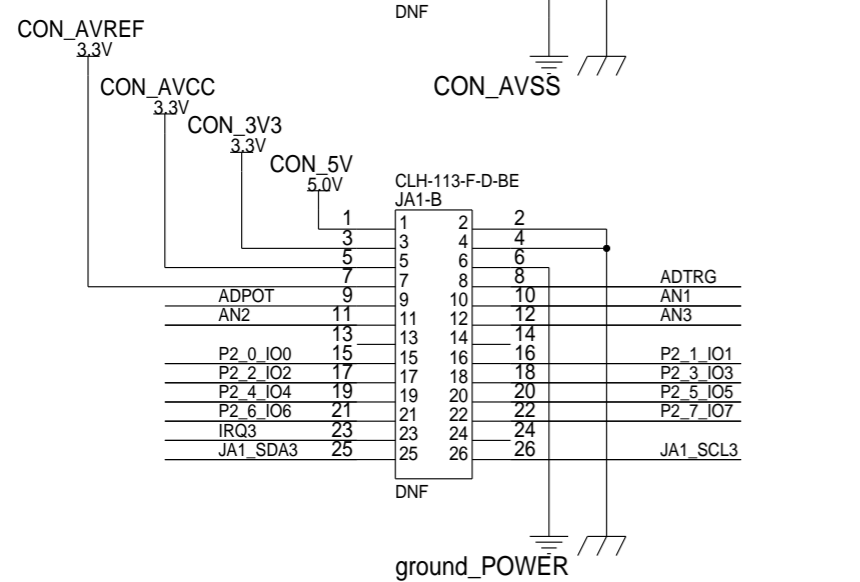 DNF
CON_AVREF
3.3V
CON_AVSS
CON_AVCC
3.3V
CON_3V3
3.3V
CON_5V
5.0V
CLH-113-F-D-BE
JA1-B
1 1 2 2
3 3 4 4
5 5 6 6
7 7 8 8 ADTRG
ADPOT 9 9 10 10 AN1
AN2 11 11 12 12 AN3
13 13 14 14
P2_0_IO0 15 15 16 16 P2_1_IO1
P2_2_IO2 17 17 18 18 P2_3_IO3
P2_4_IO4 19 19 20 20 P2_5_IO5
P2_6_IO6 21 21 22 22 P2_7_IO7
IRQ3 23 23 24 24
JA1_SDA3 25 25 26 26 JA1_SCL3
DNF
ground_POWER